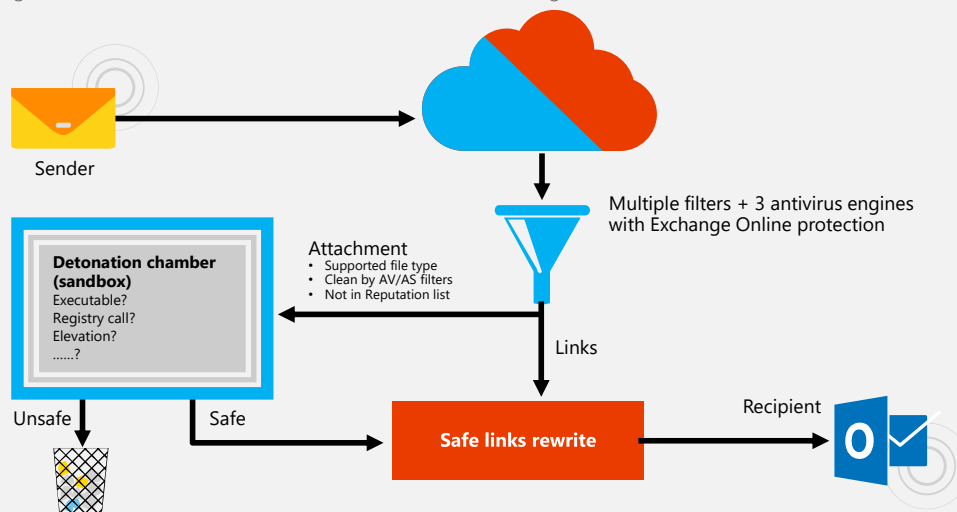 Sender
Multiple filters + 3 antivirus engines
with Exchange Online protection
Attachment
• Supported file type
• Clean by AV/AS filters
• Not in Reputation list
Detonation chamber
(sandbox)
Executable?
Registry call?
Elevation?
......?
Links
Unsafe
Safe
Safe links rewrite
Recipient
O